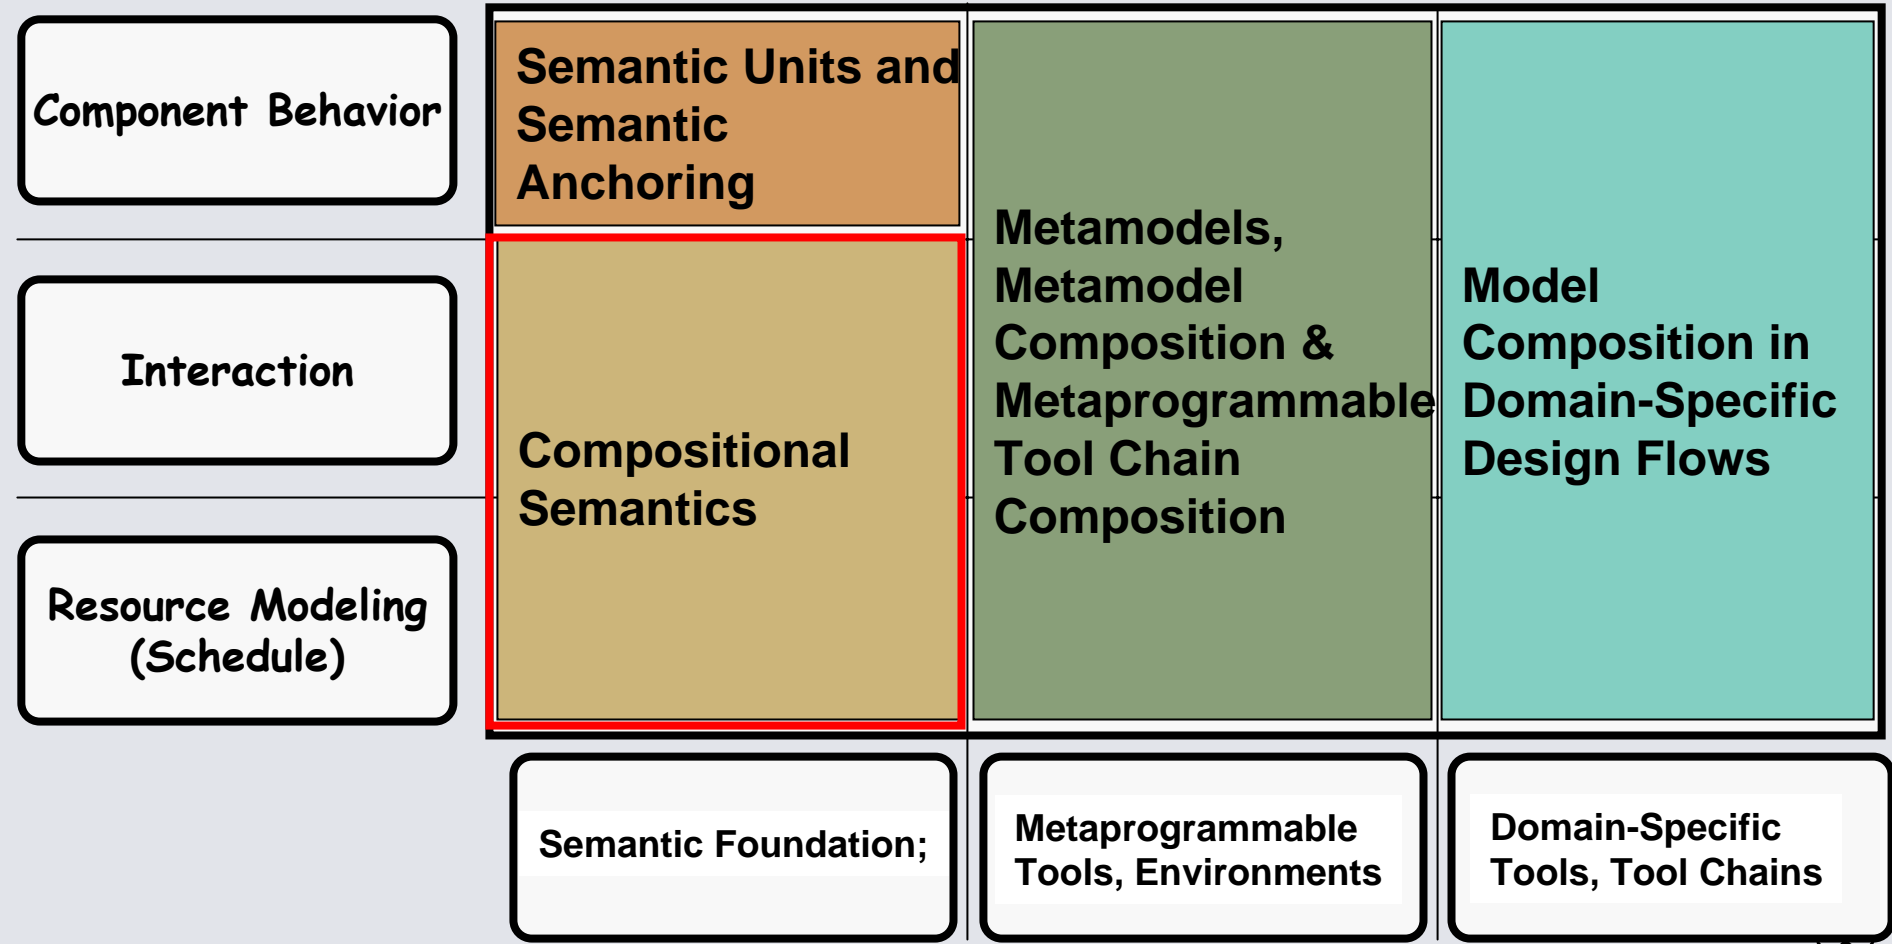 Component Behavior
Semantic Units and
Semantic
Anchoring
Metamodels,
Metamodel
Composition &
Metaprogrammable
Tool Chain
Composition
Model
Composition in
Domain-Specific
Design Flows
Interaction
Compositional
Semantics
Resource Modeling
(Schedule)
Semantic Foundation;
Metaprogrammable
Tools, Environments
Domain-Specific
Tools, Tool Chains